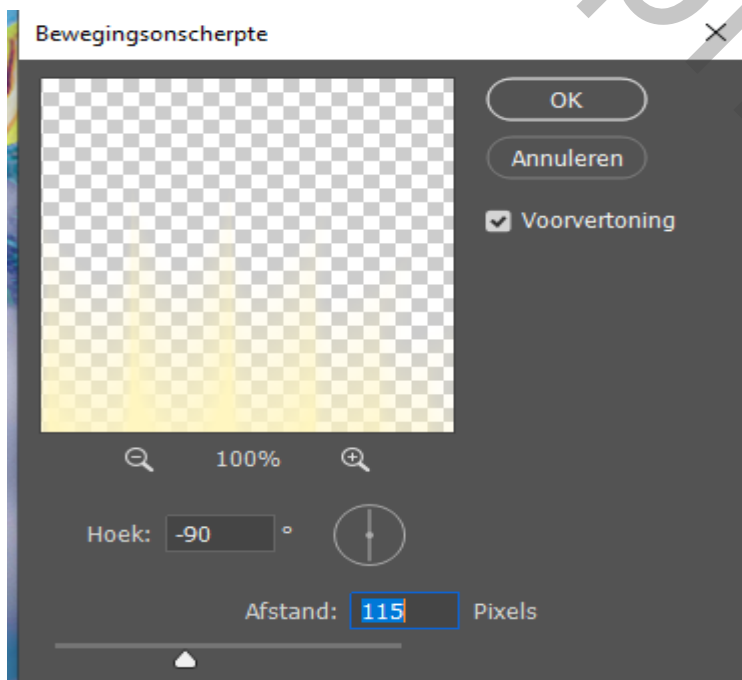 Bewegingsonscherpte
OK
Annuleren
Voorvertoning
100%
Hoek: -90 °
Afstand: 115 Pixels